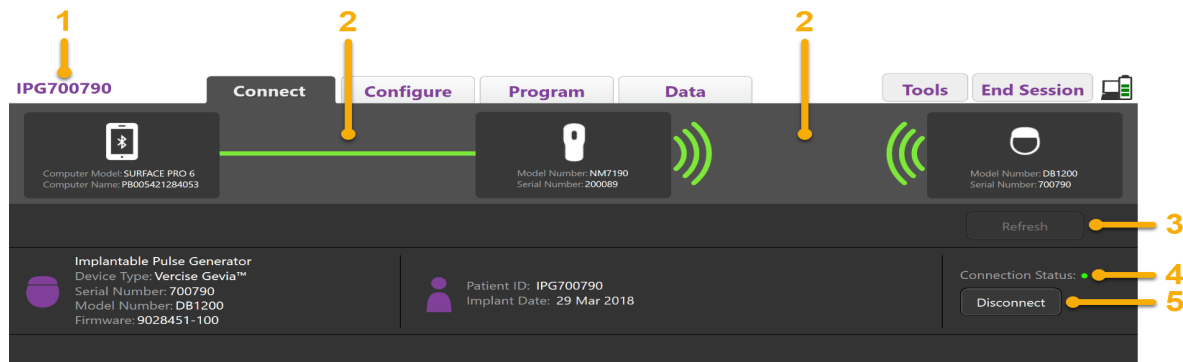 1
2
2
IPG700790
Connect
Configure
Program
Data
Tools
End Session
Computer Model: SURFACE PRO 6
Computer Name: PB005421284053
Model Number: NM7190
Serial Number: 200089
Model Number: DB1200
Serial Number: 700790
Refresh
3
Implantable Pulse Generator
Device Type: Vercise Gevia™
Serial Number: 700790
Model Number: DB1200
Firmware: 9028451-100
Patient ID: IPG700790
Implant Date: 29 Mar 2018
Connection Status:
4
Disconnect
5